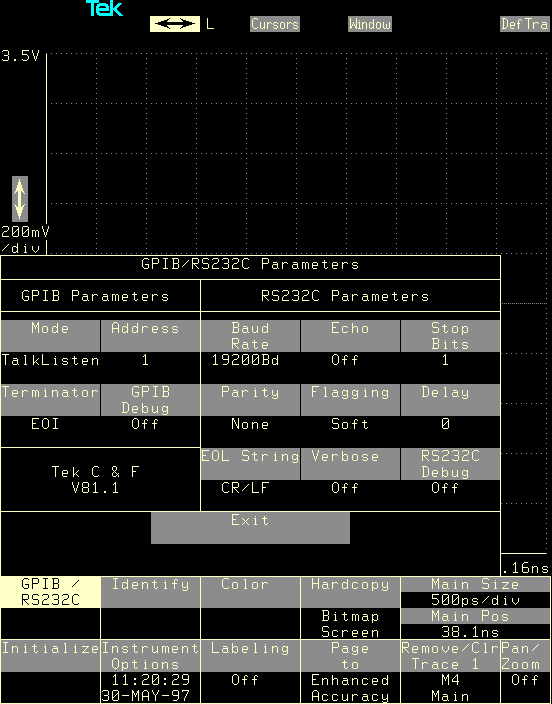 Tek
L Cursors Window DefTra
3.5V
200mV
/div
GPIB/RS232C Parameters
GPIB Parameters RS232C Parameters
Mode Address Baud Rate Echo Stop Bits
TalkListen 1 19200Bd Off 1
Terminator GPIB Debug Parity Flagging Delay
EOI Off None Soft 0
EOL String Verbose RS232C Debug
Tek C & F
V81.1
CR/LF Off Off
Exit
.16ns
GPIB / RS232C Identify Color Hardcopy Main Size
500ps/div
Bitmap Screen Main Pos
38.1ns
Initialize Instrument Options Labeling Page to Remove/Clr Trace 1 Pan/ Zoom
11:20:29 Off Enhanced M4 Off
30-MAY-97 Accuracy Main